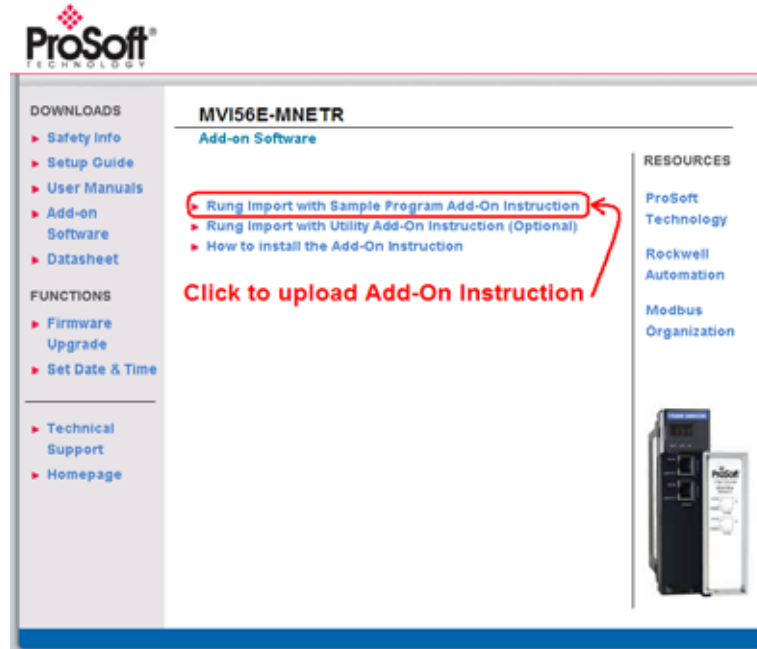 ProSoft®
TECHNOLOGY
DOWNLOADS
Safety Info
Setup Guide
User Manuals
Add-on
Software
Datasheet
FUNCTIONS
Firmware
Upgrade
Set Date & Time
Technical
Support
Homepage
MVI56E-MNETR
Add-on Software
Rung Import with Sample Program Add-On Instruction
Rung Import with Utility Add-On Instruction (Optional)
How to install the Add-On Instruction
Click to upload Add-On Instruction
RESOURCES
ProSoft
Technology
Rockwell
Automation
Modbus
Organization
ProSoft